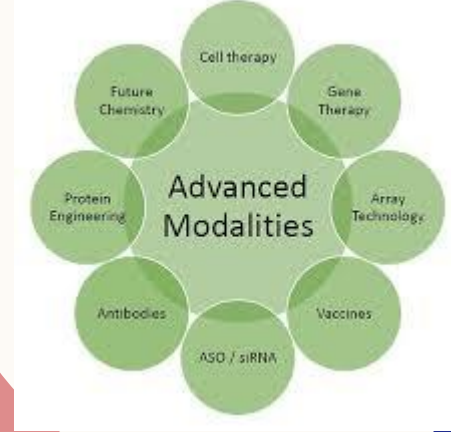 Cell therapy
Future
Chemistry
Gene
Therapy
Protein
Engineering
Advanced
Modalities
Array
Technology
Antibodies
Vaccines
ASO / siRNA